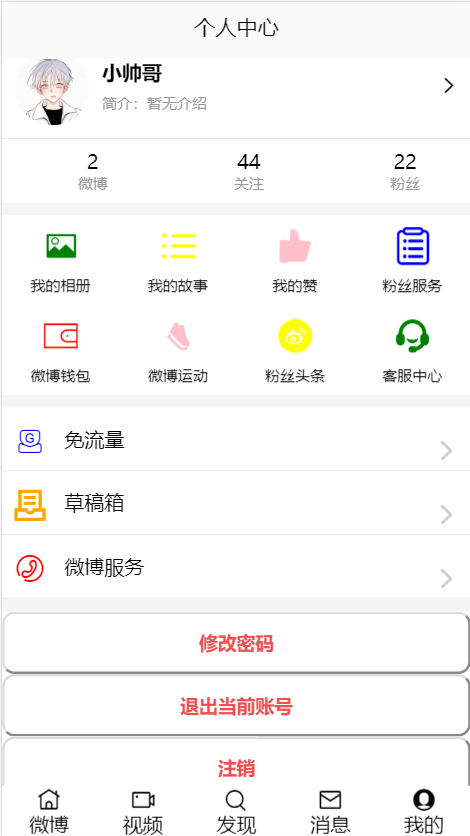 个人中心
小帅哥
简介：暂无介绍
2 44 22
微博 关注 粉丝
我的相册 我的故事 我的赞 粉丝服务
微博钱包 微博运动 粉丝头条 客服中心
G 免流量
草稿箱
微博服务
修改密码
退出当前账号
注销
微博 视频 发现 消息 我的